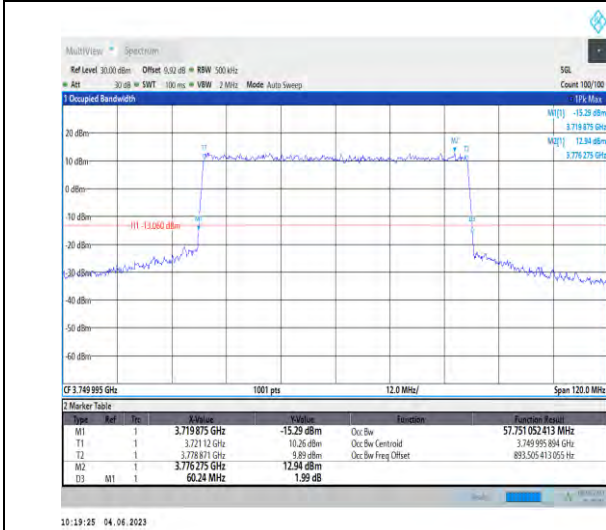 MultiView Spectrum
Ref Level 30.00 dBm Offset 9.92 dB RBW 500 kHz SGL
Att 30 dB SWT 100 ms VBW 2 MHz Mode Auto Sweep Count 100/100
1 Occupied Bandwidth 1Pk Max
M1[1] -15.29 dBm
3.719 875 GHz
M2[1] 12.94 dBm
3.776 275 GHz
20 dBm
10 dBm
0 dBm
-10 dBm
H1 -13.060 dBm
-20 dBm
-30 dBm
-40 dBm
-50 dBm
-60 dBm
M1
T1
M2
T2
D3
CF 3.749 995 GHz 1001 pts 12.0 MHz/ Span 120.0 MHz
2 Marker Table
Type Ref Trc X-Value Y-Value Function Function Result
M1 1 3.719 875 GHz -15.29 dBm Occ Bw 57.751 052 413 MHz
T1 1 3.721 12 GHz 10.26 dBm Occ Bw Centroid 3.749 995 894 GHz
T2 1 3.778 871 GHz 9.89 dBm Occ Bw Freq Offset 893.505 413 055 Hz
M2 1 3.776 275 GHz 12.94 dBm
D3 M1 1 60.24 MHz 1.99 dB
Ready
10:19:25 04.06.2023